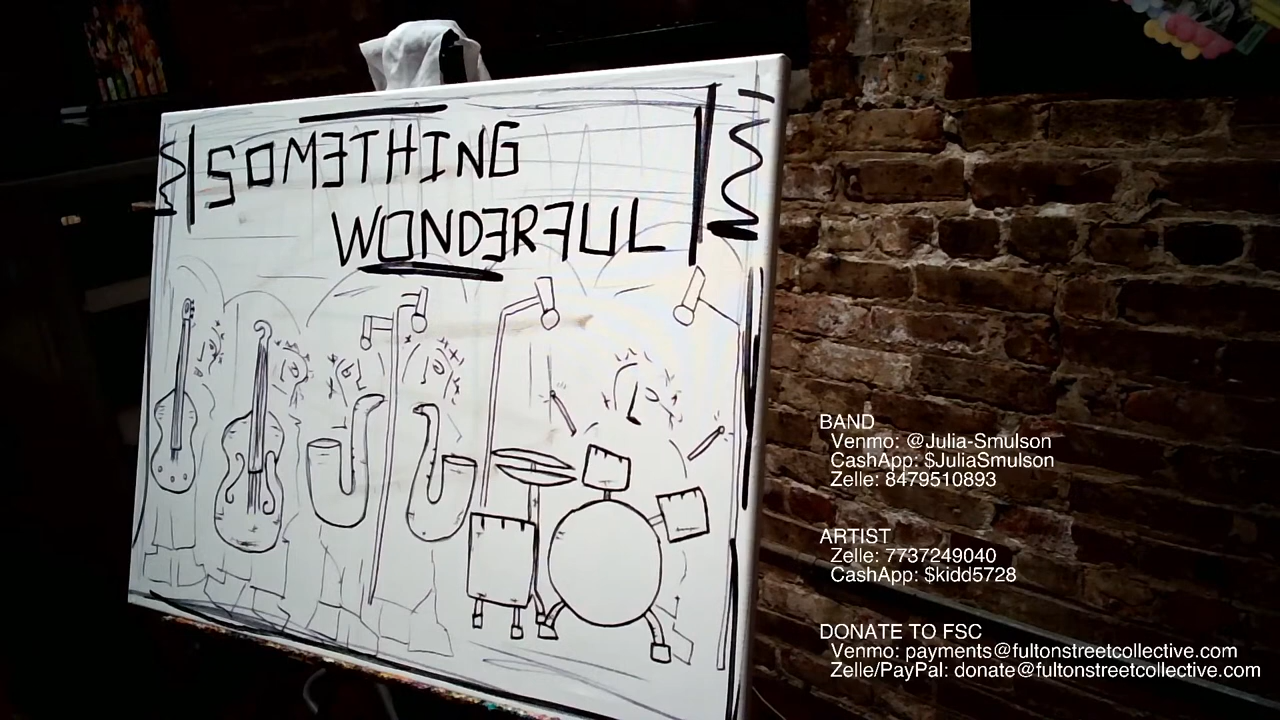 SOMETHING
WONDERFUL
BAND
Venmo: @Julia-Smulson
CashApp: $JuliaSmulson
Zelle: 8479510893
ARTIST
Zelle: 7737249040
CashApp: $kidd5728
DONATE TO FSC
Venmo: payments@fultonstreetcollective.com
Zelle/PayPal: donate@fultonstreetcollective.com